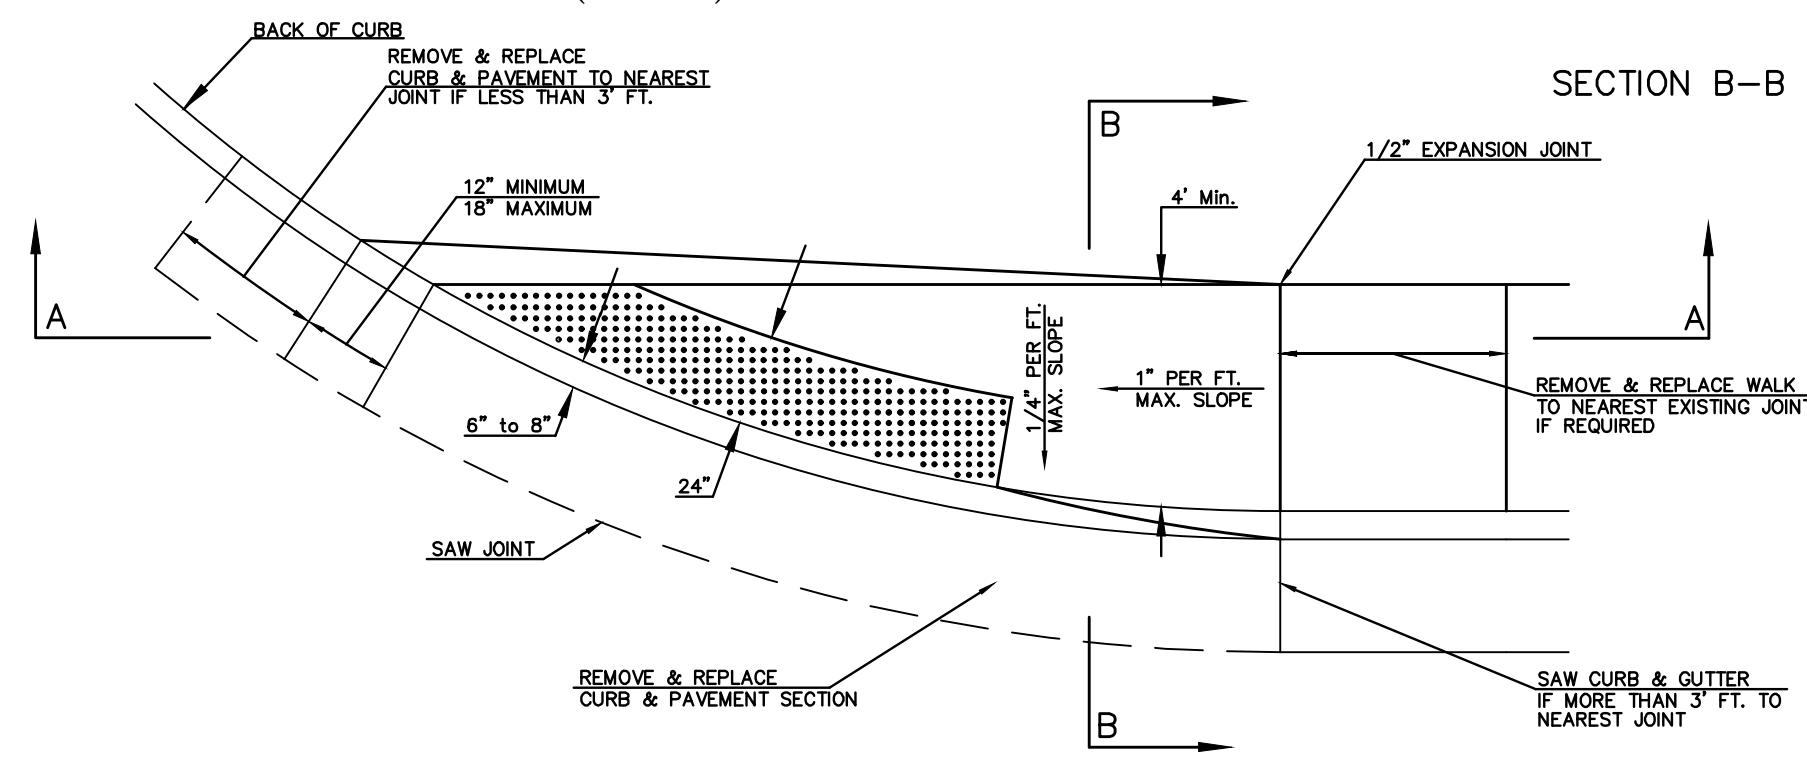 BACK OF CURB
REMOVE & REPLACE
CURB & PAVEMENT TO NEAREST
JOINT IF LESS THAN 3' FT.
SECTION B-B
B
1/2" EXPANSION JOINT
12" MINIMUM
18" MAXIMUM
4' Min.
A
A
1/4" PER FT.
MAX. SLOPE
1" PER FT.
MAX. SLOPE
REMOVE & REPLACE WALK
TO NEAREST EXISTING JOINT
IF REQUIRED
6" to 8"
24"
SAW JOINT
REMOVE & REPLACE
CURB & PAVEMENT SECTION
SAW CURB & GUTTER
IF MORE THAN 3' FT. TO
NEAREST JOINT
B